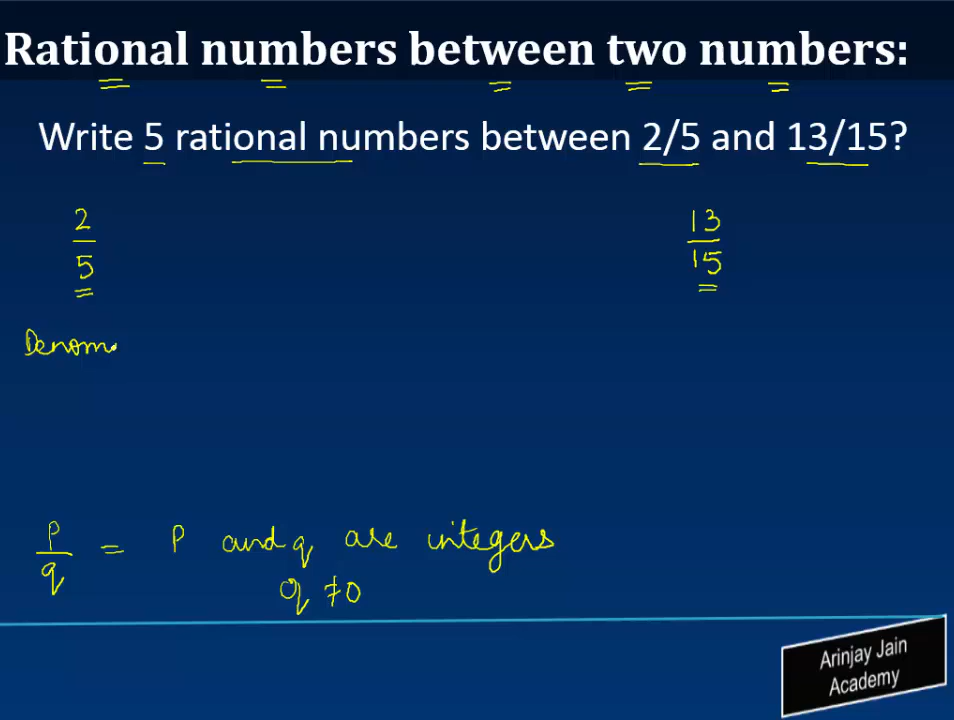 Rational numbers between two numbers:
Write 5 rational numbers between 2/5 and 13/15?
2/5 13/15
Denom
p/q = P and q are integers
q ≠ 0
Arinjay Jain
Academy